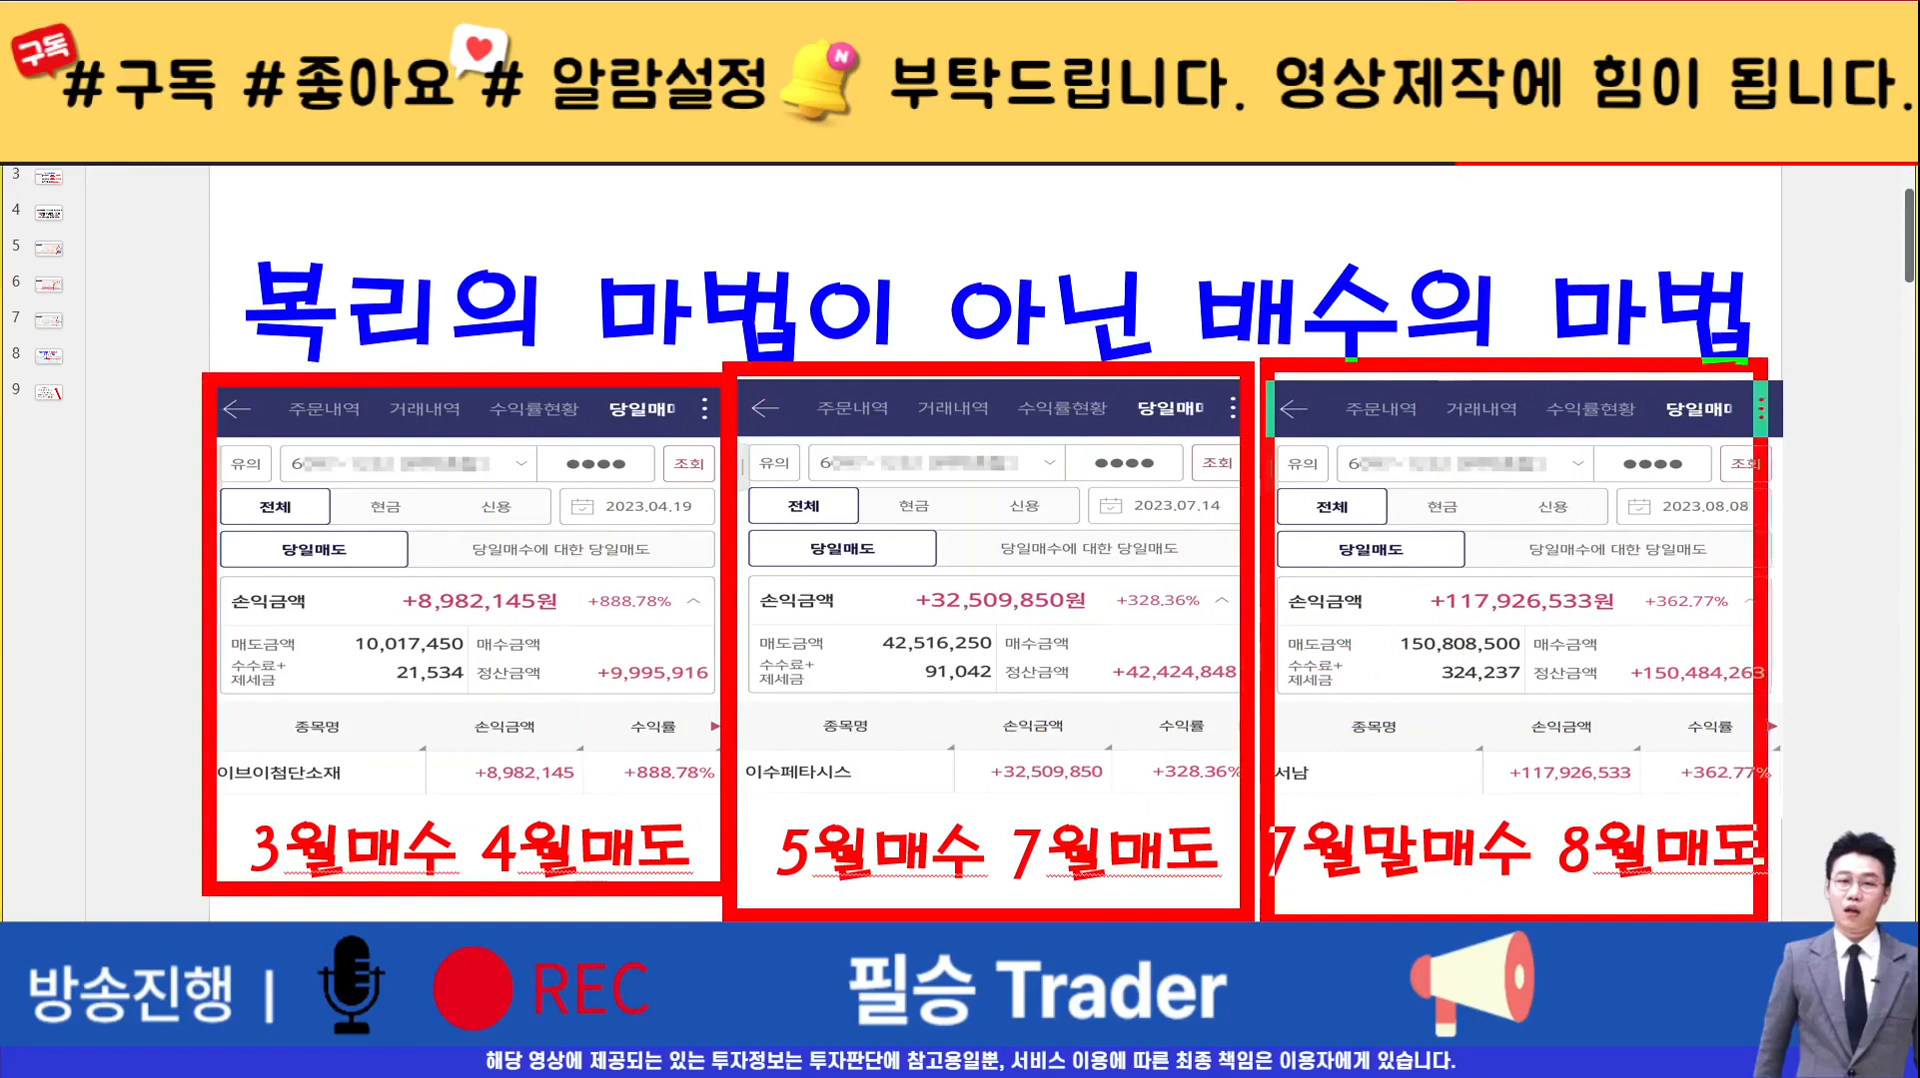 구독
#구독 #좋아요 # 알람설정 N 부탁드립니다. 영상제작에 힘이 됩니다.
3
4
5
6
7
8
9
복리의 마법이 아닌 배수의 마법
주문내역 거래내역 수익률현황 당일매
유의 6 ●●●● 조회
전체 현금 신용 2023.04.19
당일매도 당일매수에 대한 당일매도
손익금액 +8,982,145원 +888.78%
매도금액 10,017,450 매수금액
수수료+
제세금 21,534 정산금액 +9,995,916
종목명 손익금액 수익률
이브이첨단소재 +8,982,145 +888.78%
3월매수 4월매도
주문내역 거래내역 수익률현황 당일매
유의 6 ●●●● 조회
전체 현금 신용 2023.07.14
당일매도 당일매수에 대한 당일매도
손익금액 +32,509,850원 +328.36%
매도금액 42,516,250 매수금액
수수료+
제세금 91,042 정산금액 +42,424,848
종목명 손익금액 수익률
이수페타시스 +32,509,850 +328.36%
5월매수 7월매도
주문내역 거래내역 수익률현황 당일매
유의 6 ●●●● 조회
전체 현금 신용 2023.08.08
당일매도 당일매수에 대한 당일매도
손익금액 +117,926,533원 +362.77%
매도금액 150,808,500 매수금액
수수료+
제세금 324,237 정산금액 +150,484,263
종목명 손익금액 수익률
서남 +117,926,533 +362.77%
7월말매수 8월매도
방송진행 | REC 필승 Trader
해당 영상에 제공되는 있는 투자정보는 투자판단에 참고용일뿐, 서비스 이용에 따른 최종 책임은 이용자에게 있습니다.